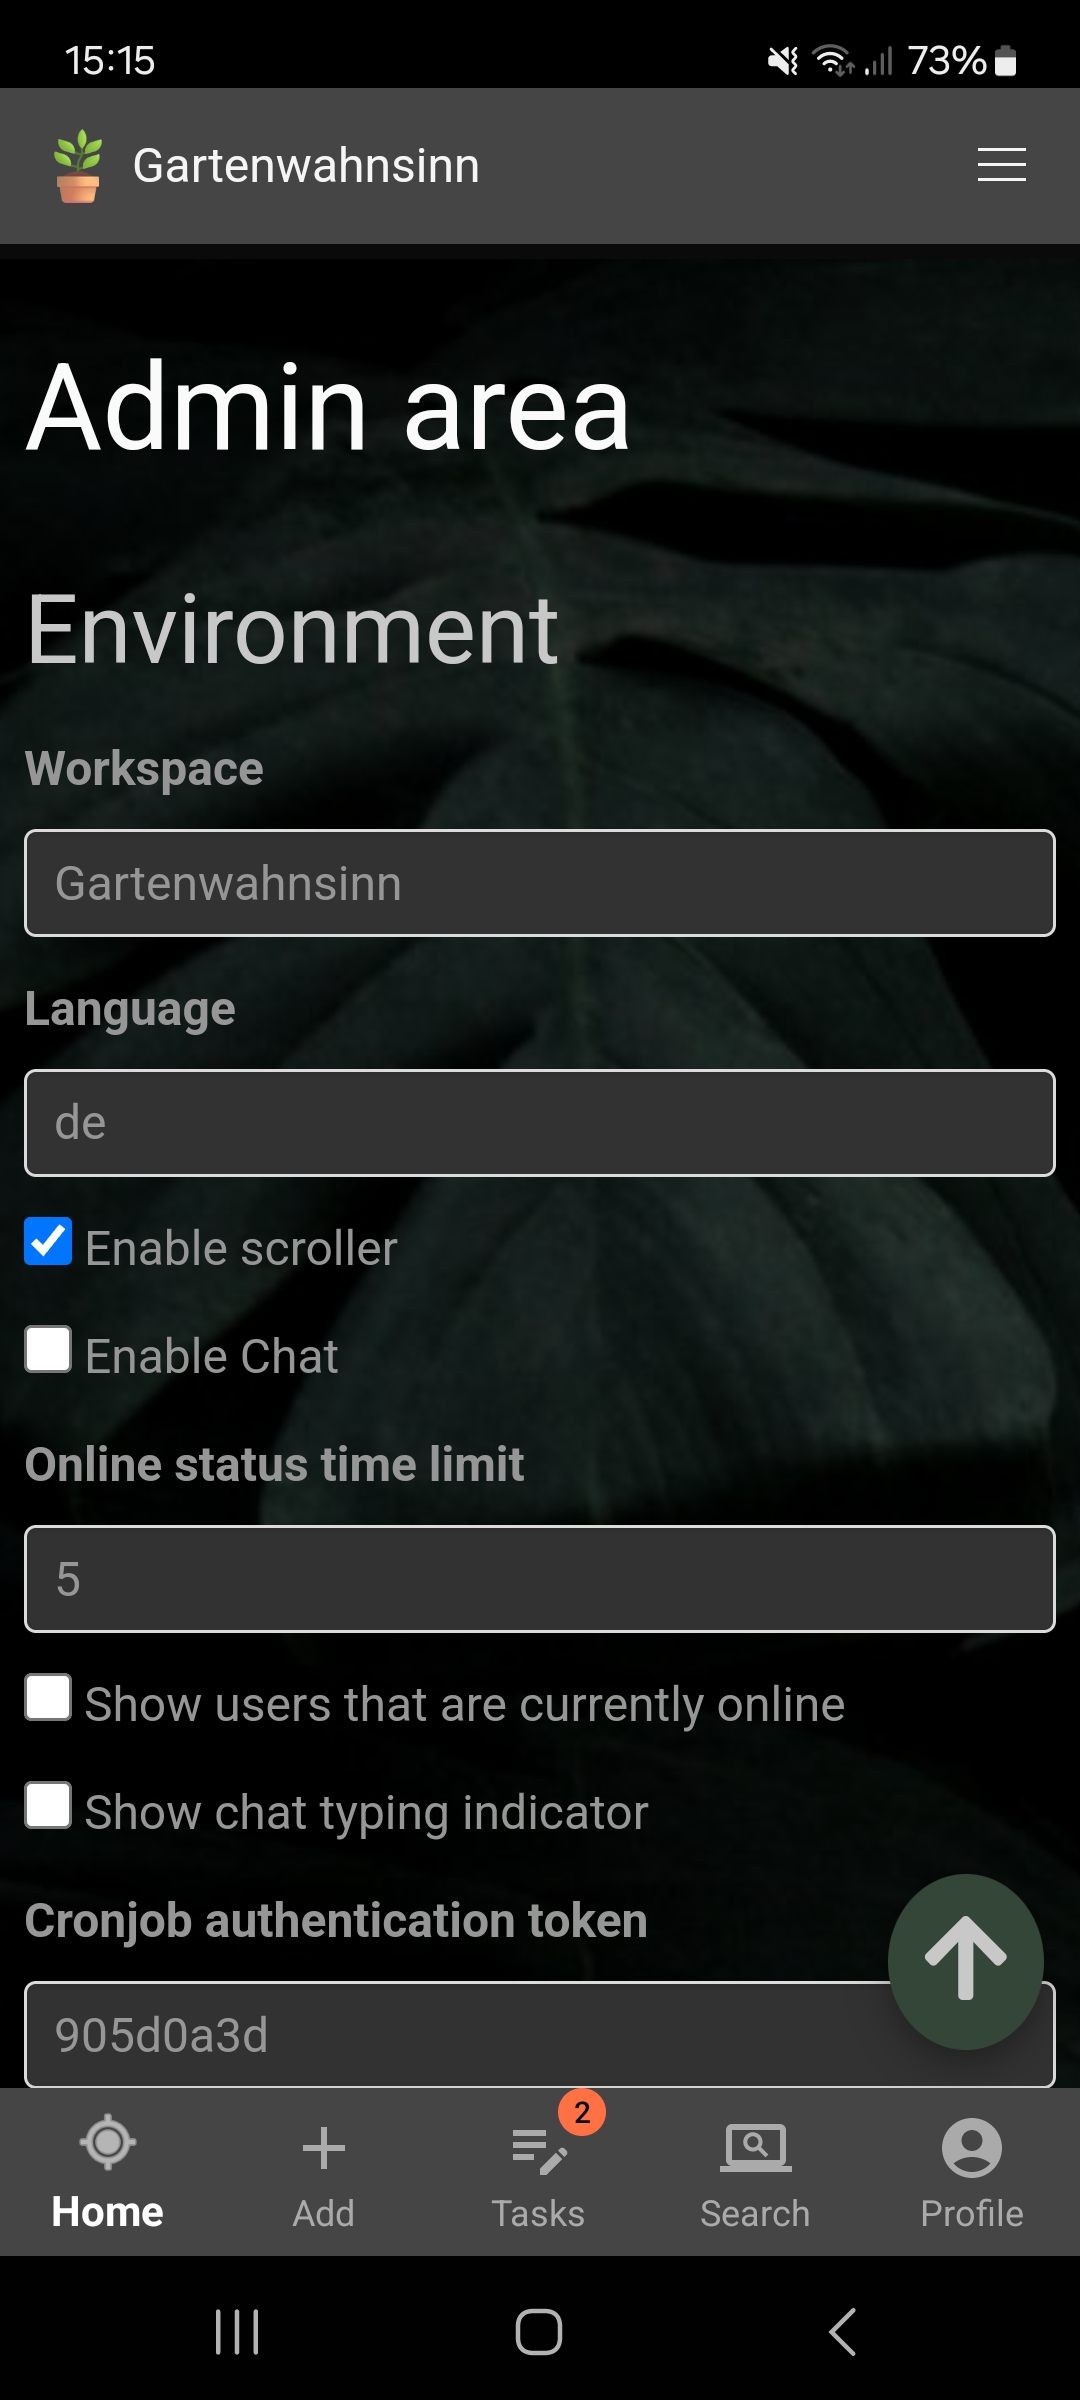 15:15
73%
Gartenwahnsinn
Admin area
Environment
Workspace
Gartenwahnsinn
Language
de
Enable scroller
Enable Chat
Online status time limit
5
Show users that are currently online
Show chat typing indicator
Cronjob authentication token
905d0a3d
2
Home
Add
Tasks
Search
Profile